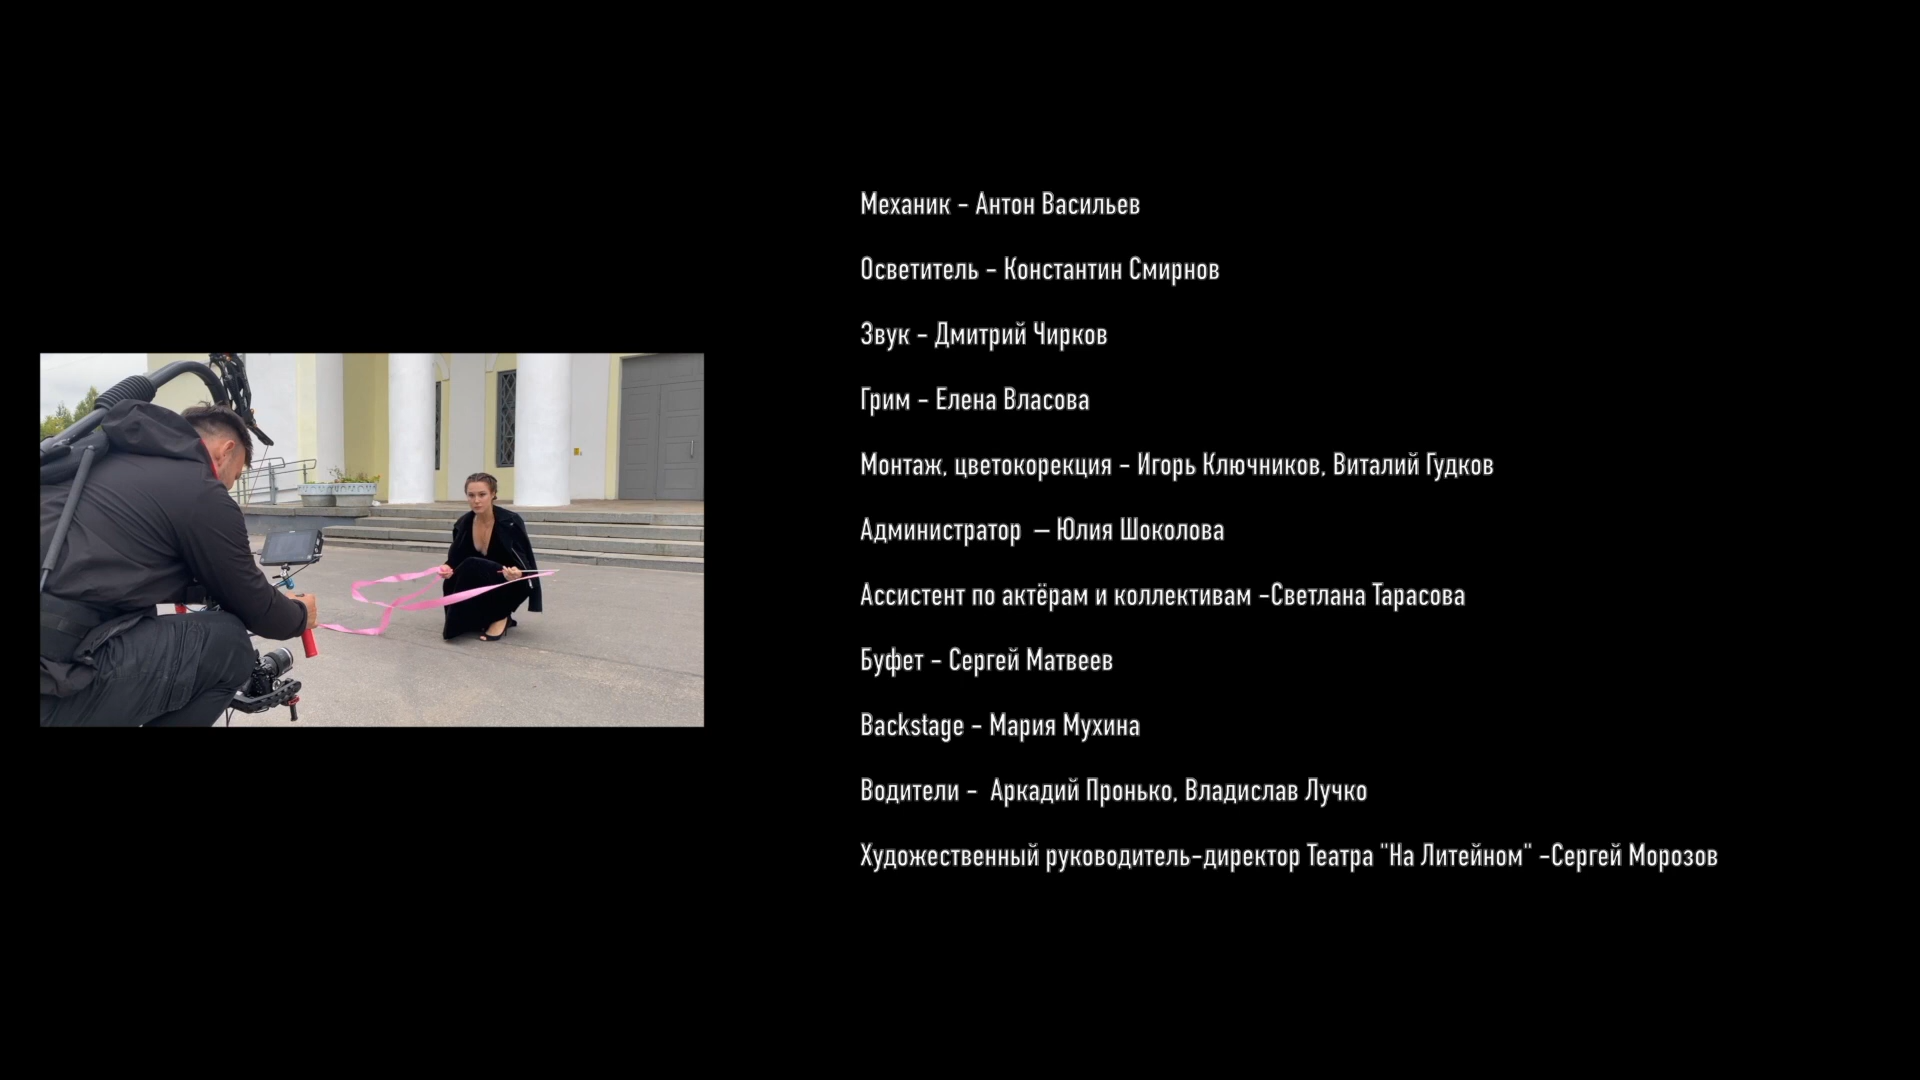 Механик - Антон Васильев
Осветитель - Константин Смирнов
Звук - Дмитрий Чирков
Грим - Елена Власова
Монтаж, цветокорекция - Игорь Ключников, Виталий Гудков
Администратор  — Юлия Шоколова
Ассистент по актёрам и коллективам -Светлана Тарасова
Буфет - Сергей Матвеев
Backstage - Мария Мухина
Водители -  Аркадий Пронько, Владислав Лучко
Художественный руководитель-директор Театра "На Литейном" -Сергей Морозов